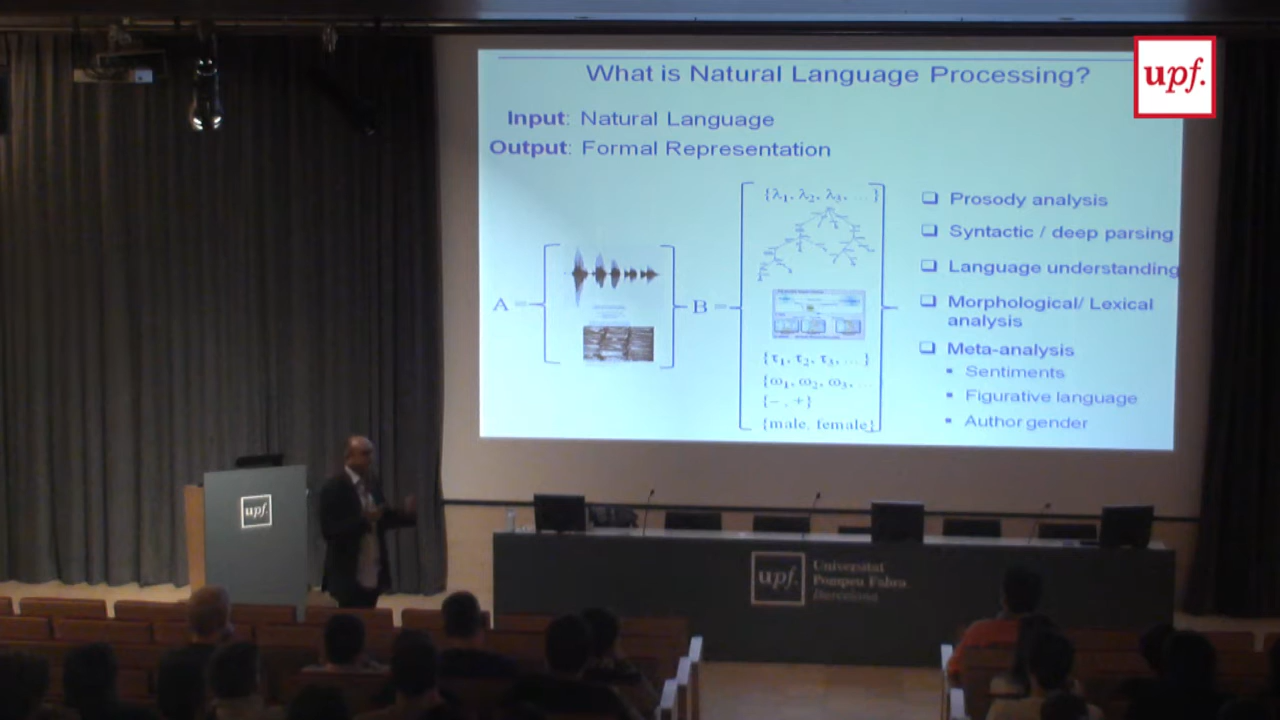 What is Natural Language Processing?
upf.
Input: Natural Language
Output: Formal Representation
A =
B =
{λ1, λ2, λ3, ...}
{τ1, τ2, τ3, ...}
{ω1, ω2, ω3, ...
{− , +}
{male, female}
❑ Prosody analysis
❑ Syntactic / deep parsing
❑ Language understanding
❑ Morphological/ Lexical
analysis
❑ Meta-analysis
▪ Sentiments
▪ Figurative language
▪ Author gender
upf.
upf.
Universitat
Pompeu Fabra
Barcelona